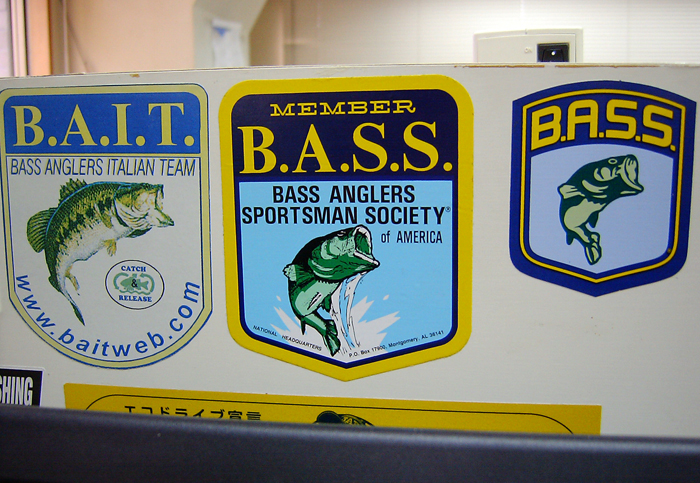 B.A.I.T.
BASS ANGLERS ITALIAN TEAM
CATCH
&
RELEASE
www.baitweb.com
MEMBER
B.A.S.S.
BASS ANGLERS
SPORTSMAN SOCIETY®
of AMERICA
NATIONAL HEADQUARTERS
P.O. Box 17900, Montgomery, AL 36141
B.A.S.S.
SHING
エコドライブ宣言